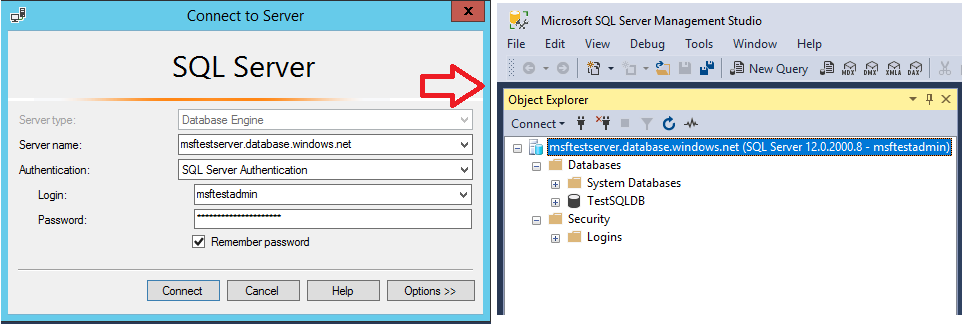 Connect to Server
x
SQL Server
Server type:
Database Engine
Server name:
msftestserver.database.windows.net
Authentication:
SQL Server Authentication
Login:
msftestadmin
Password:
*********************
Remember password
Connect
Cancel
Help
Options >>
Microsoft SQL Server Management Studio
File Edit View Debug Tools Window Help
New Query MDX DMX XMLA DAX
Object Explorer
Connect
msftestserver.database.windows.net (SQL Server 12.0.2000.8 - msftestadmin)
Databases
System Databases
TestSQLDB
Security
Logins